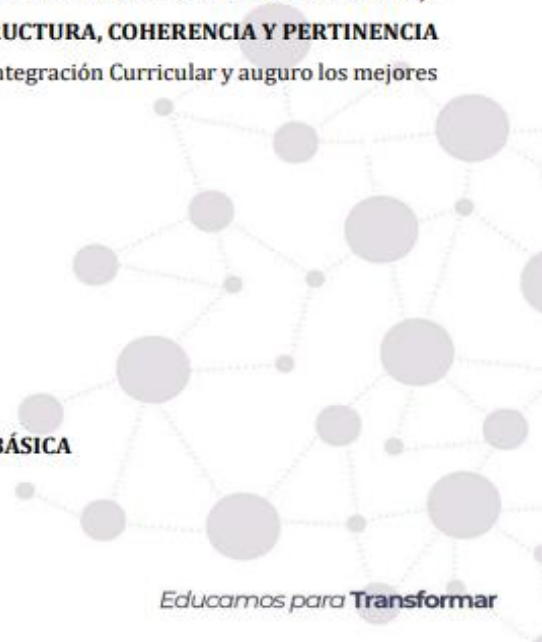 UCTURA, COHERENCIA Y PERTINENCIA
ntegración Curricular y auguro los mejores
BÁSICA
Educamos para Transformar